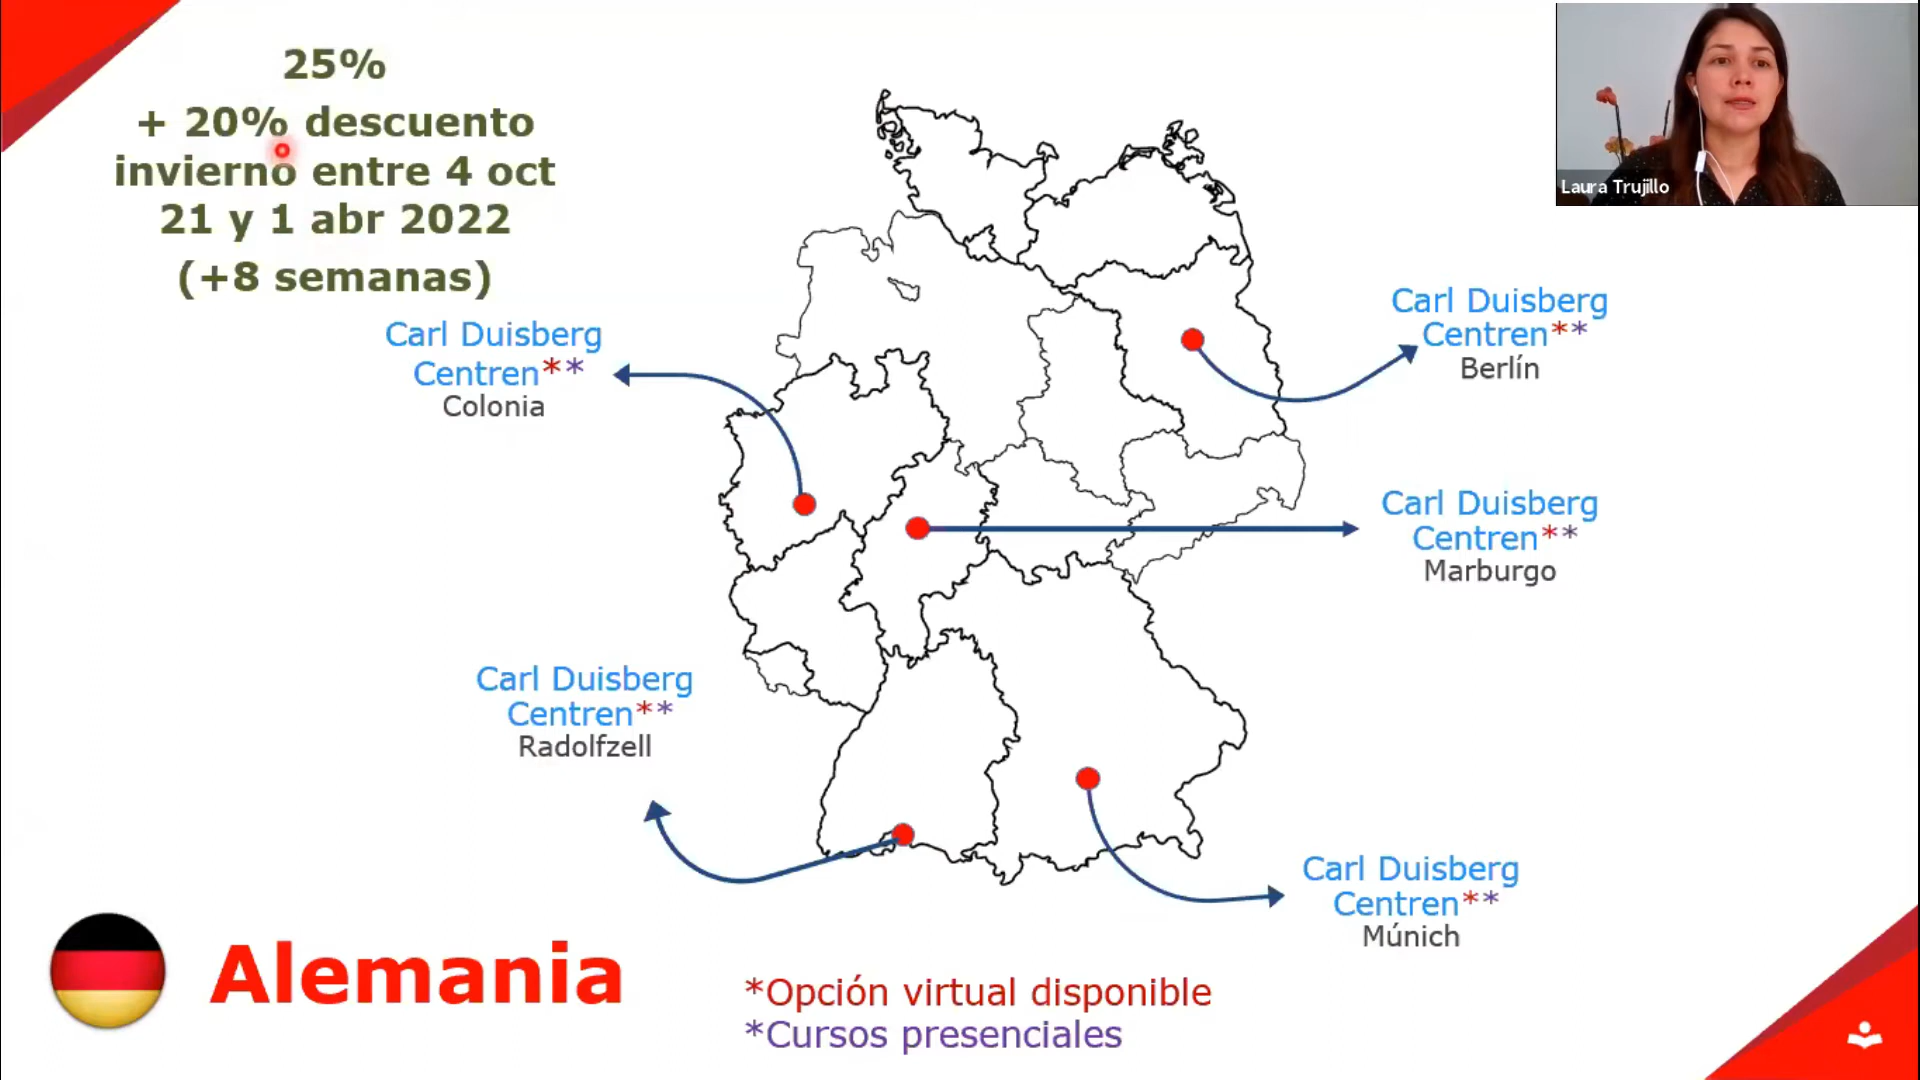 25%
+ 20% descuento
invierno entre 4 oct
21 y 1 abr 2022
(+8 semanas)
Laura Trujillo
Carl Duisberg
Centren**
Colonia
Carl Duisberg
Centren**
Berlín
Carl Duisberg
Centren**
Marburgo
Carl Duisberg
Centren**
Radolfzell
Carl Duisberg
Centren**
Múnich
Alemania
*Opción virtual disponible
*Cursos presenciales